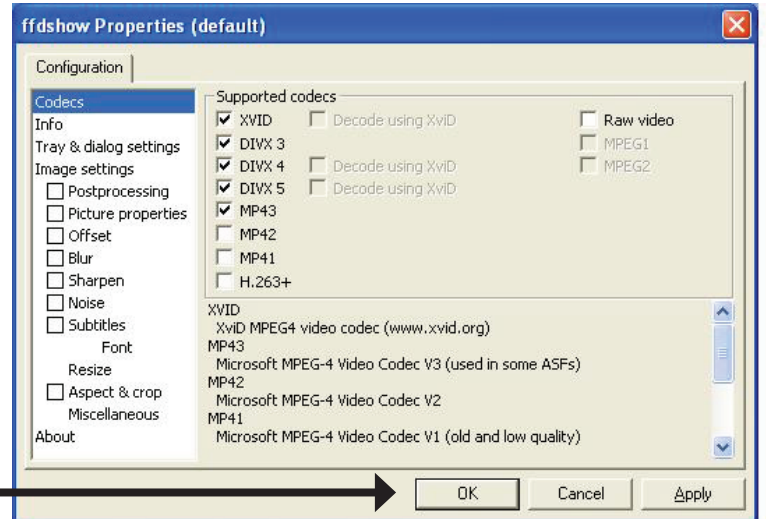 ffdshow Properties (default)
Configuration
Codecs
Info
Tray & dialog settings
Image settings
Postprocessing
Picture properties
Offset
Blur
Sharpen
Noise
Subtitles
Font
Resize
Aspect & crop
Miscellaneous
About
Supported codecs
XVID Decode using XviD Raw video
DIVX 3 MPEG1
DIVX 4 Decode using XviD MPEG2
DIVX 5 Decode using XviD
MP43
MP42
MP41
H.263+
XVID
XviD MPEG4 video codec (www.xvid.org)
MP43
Microsoft MPEG-4 Video Codec V3 (used in some ASFs)
MP42
Microsoft MPEG-4 Video Codec V2
MP41
Microsoft MPEG-4 Video Codec V1 (old and low quality)
OK Cancel Apply